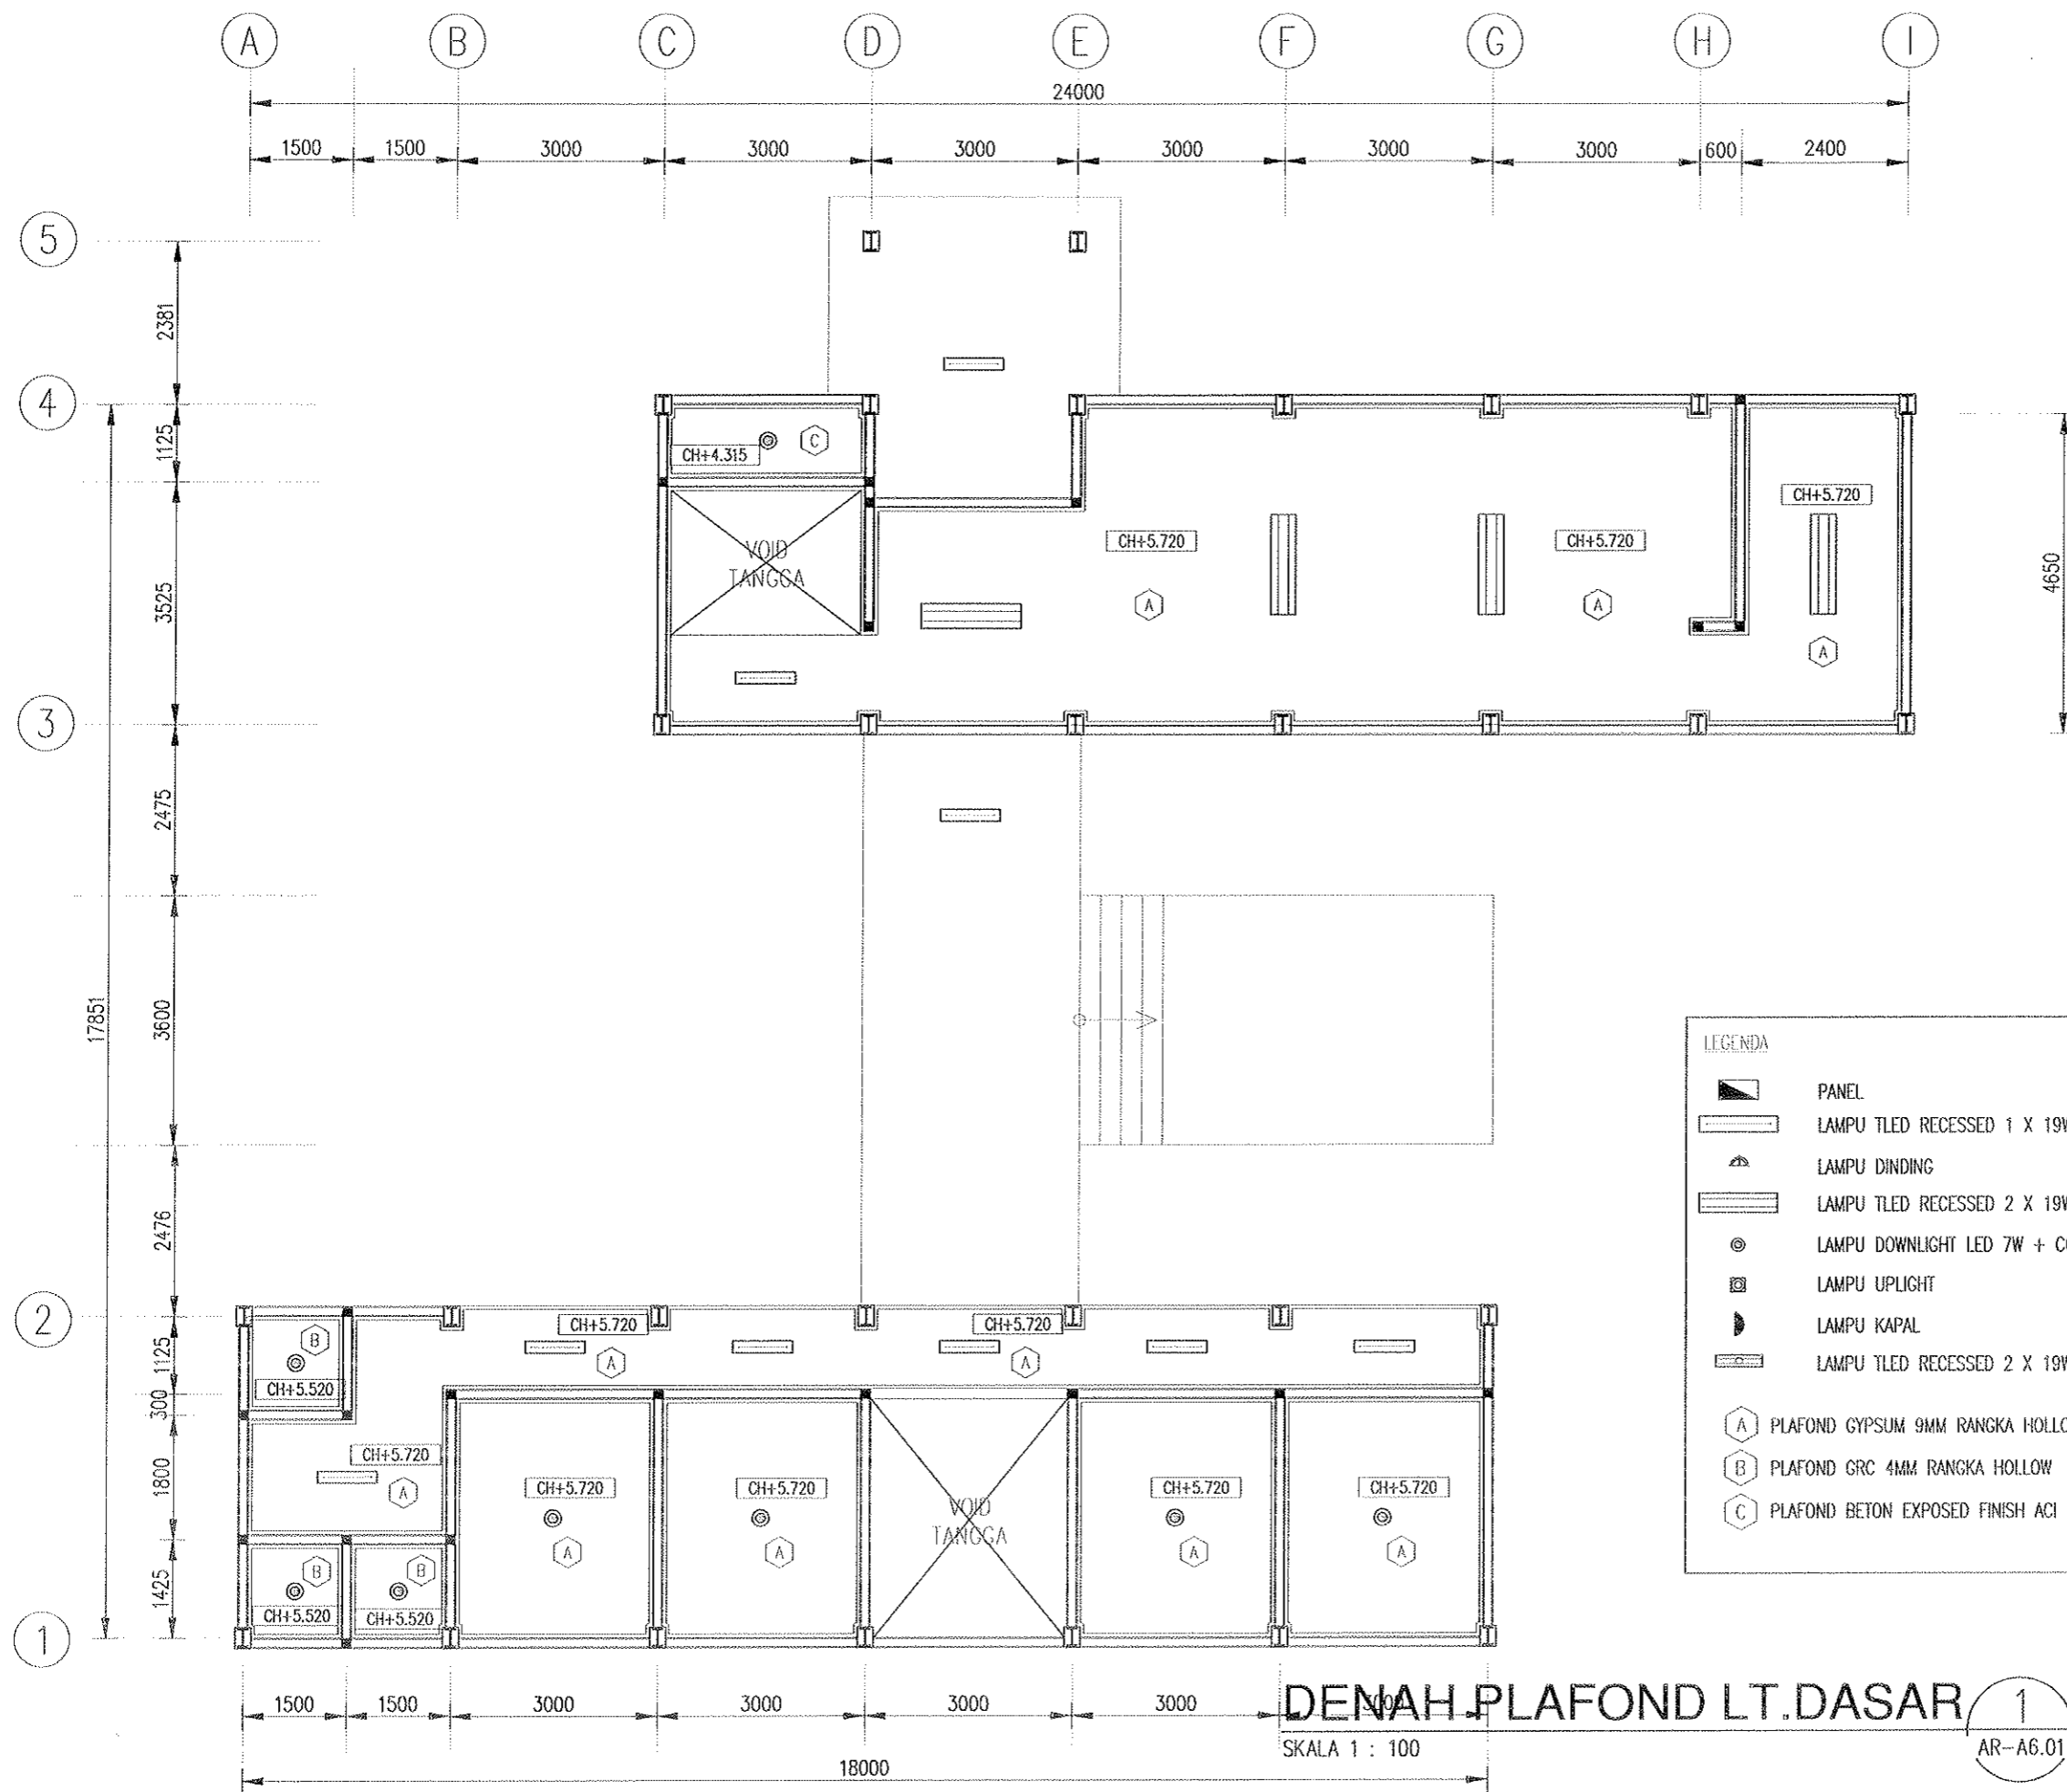 A B C D E F G H I
24000
1500 1500 3000 3000 3000 3000 3000 3000 600 2400
5
2381
4
1125
CH+4.315 C
3525
VOID
TANGGA
CH+5.720
A
CH+5.720
A
CH+5.720
A
4650
3
2475
17851
3600
2476
2
1125
300
1800
1425
1
B
CH+5.520
CH+5.720
A
CH+5.720
A
CH+5.720
A
B
CH+5.520
B
CH+5.520
CH+5.720
A
CH+5.720
A
VOID
TANGGA
CH+5.720
A
CH+5.720
A
LEGENDA
PANEL
LAMPU TLED RECESSED 1 X 19W
LAMPU DINDING
LAMPU TLED RECESSED 2 X 19W
LAMPU DOWNLIGHT LED 7W +
LAMPU UPLIGHT
LAMPU KAPAL
LAMPU TLED RECESSED 2 X 19W
A PLAFOND GYPSUM 9MM RANGKA
B PLAFOND GRC 4MM RANGKA HOLLOW
C PLAFOND BETON EXPOSED FINISH ACI
1500 1500 3000 3000 3000 3000
18000
DENAH PLAFOND LT.DASAR
SKALA 1 : 100
1
AR-A6.01